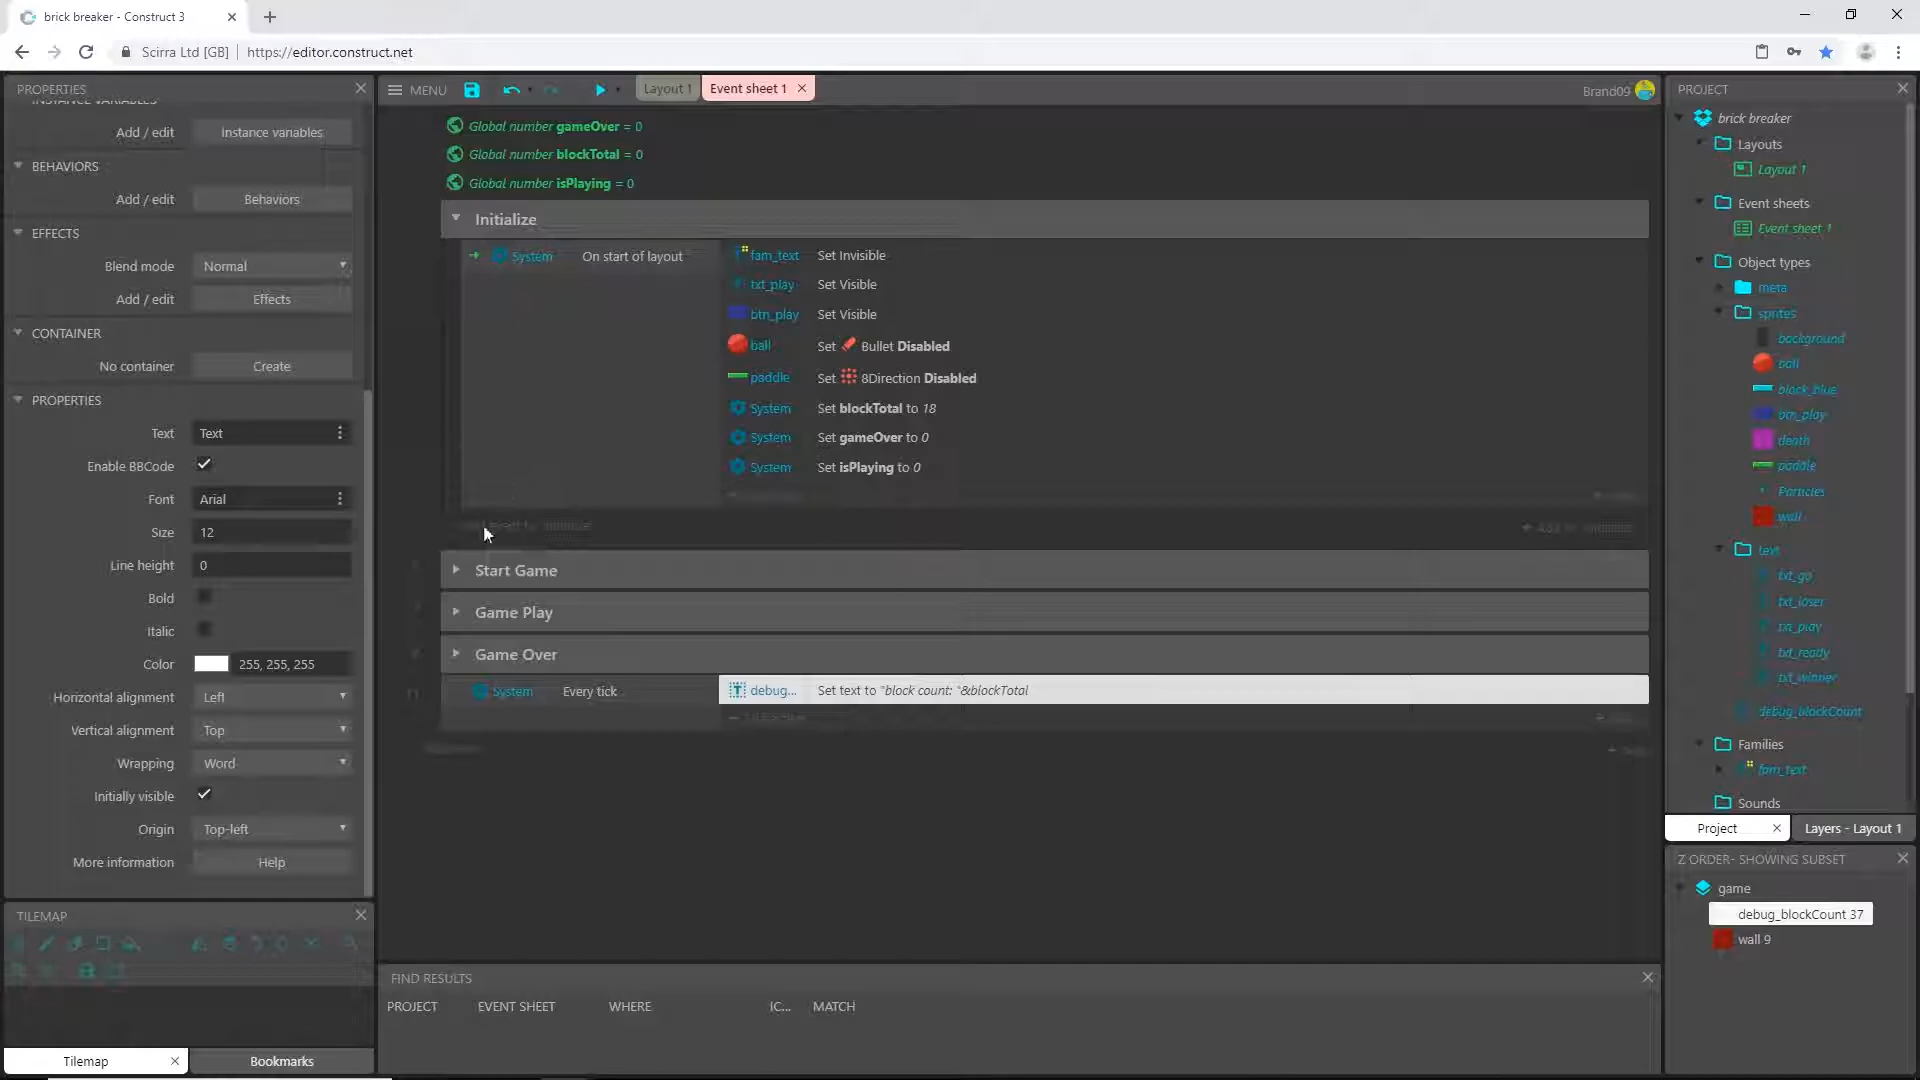 brick breaker - Construct 3
Scirra Ltd [GB]
https://editor.construct.net
PROPERTIES
INSTANCE VARIABLES
Add / edit
Instance variables
BEHAVIORS
Add / edit
Behaviors
EFFECTS
Blend mode
Normal
Add / edit
Effects
CONTAINER
No container
Create
PROPERTIES
Text
Text
Enable BBCode
Font
Arial
Size
12
Line height
0
Bold
Italic
Color
255, 255, 255
Horizontal alignment
Left
Vertical alignment
Top
Wrapping
Word
Initially visible
Origin
Top-left
More information
Help
TILEMAP
Tilemap
Bookmarks
MENU
Layout 1
Event sheet 1
Brand09
Global number gameOver = 0
Global number blockTotal = 0
Global number isPlaying = 0
Initialize
System On start of layout
fam_text Set Invisible
txt_play Set Visible
btn_play Set Visible
ball Set Bullet Disabled
paddle Set 8Direction Disabled
System Set blockTotal to 18
System Set gameOver to 0
System Set isPlaying to 0
Start Game
Game Play
Game Over
11
System Every tick
debug... Set text to "block count: "&blockTotal
FIND RESULTS
PROJECT EVENT SHEET WHERE IC... MATCH
PROJECT
brick breaker
Layouts
Layout 1
Event sheets
Event sheet 1
Object types
meta
sprites
background
ball
block_blue
btn_play
death
paddle
Particles
wall
text
txt_go
txt_loser
txt_play
txt_ready
txt_winner
debug_blockCount
Families
fam_text
Sounds
Project
Layers - Layout 1
Z ORDER- SHOWING SUBSET
game
debug_blockCount 37
wall 9